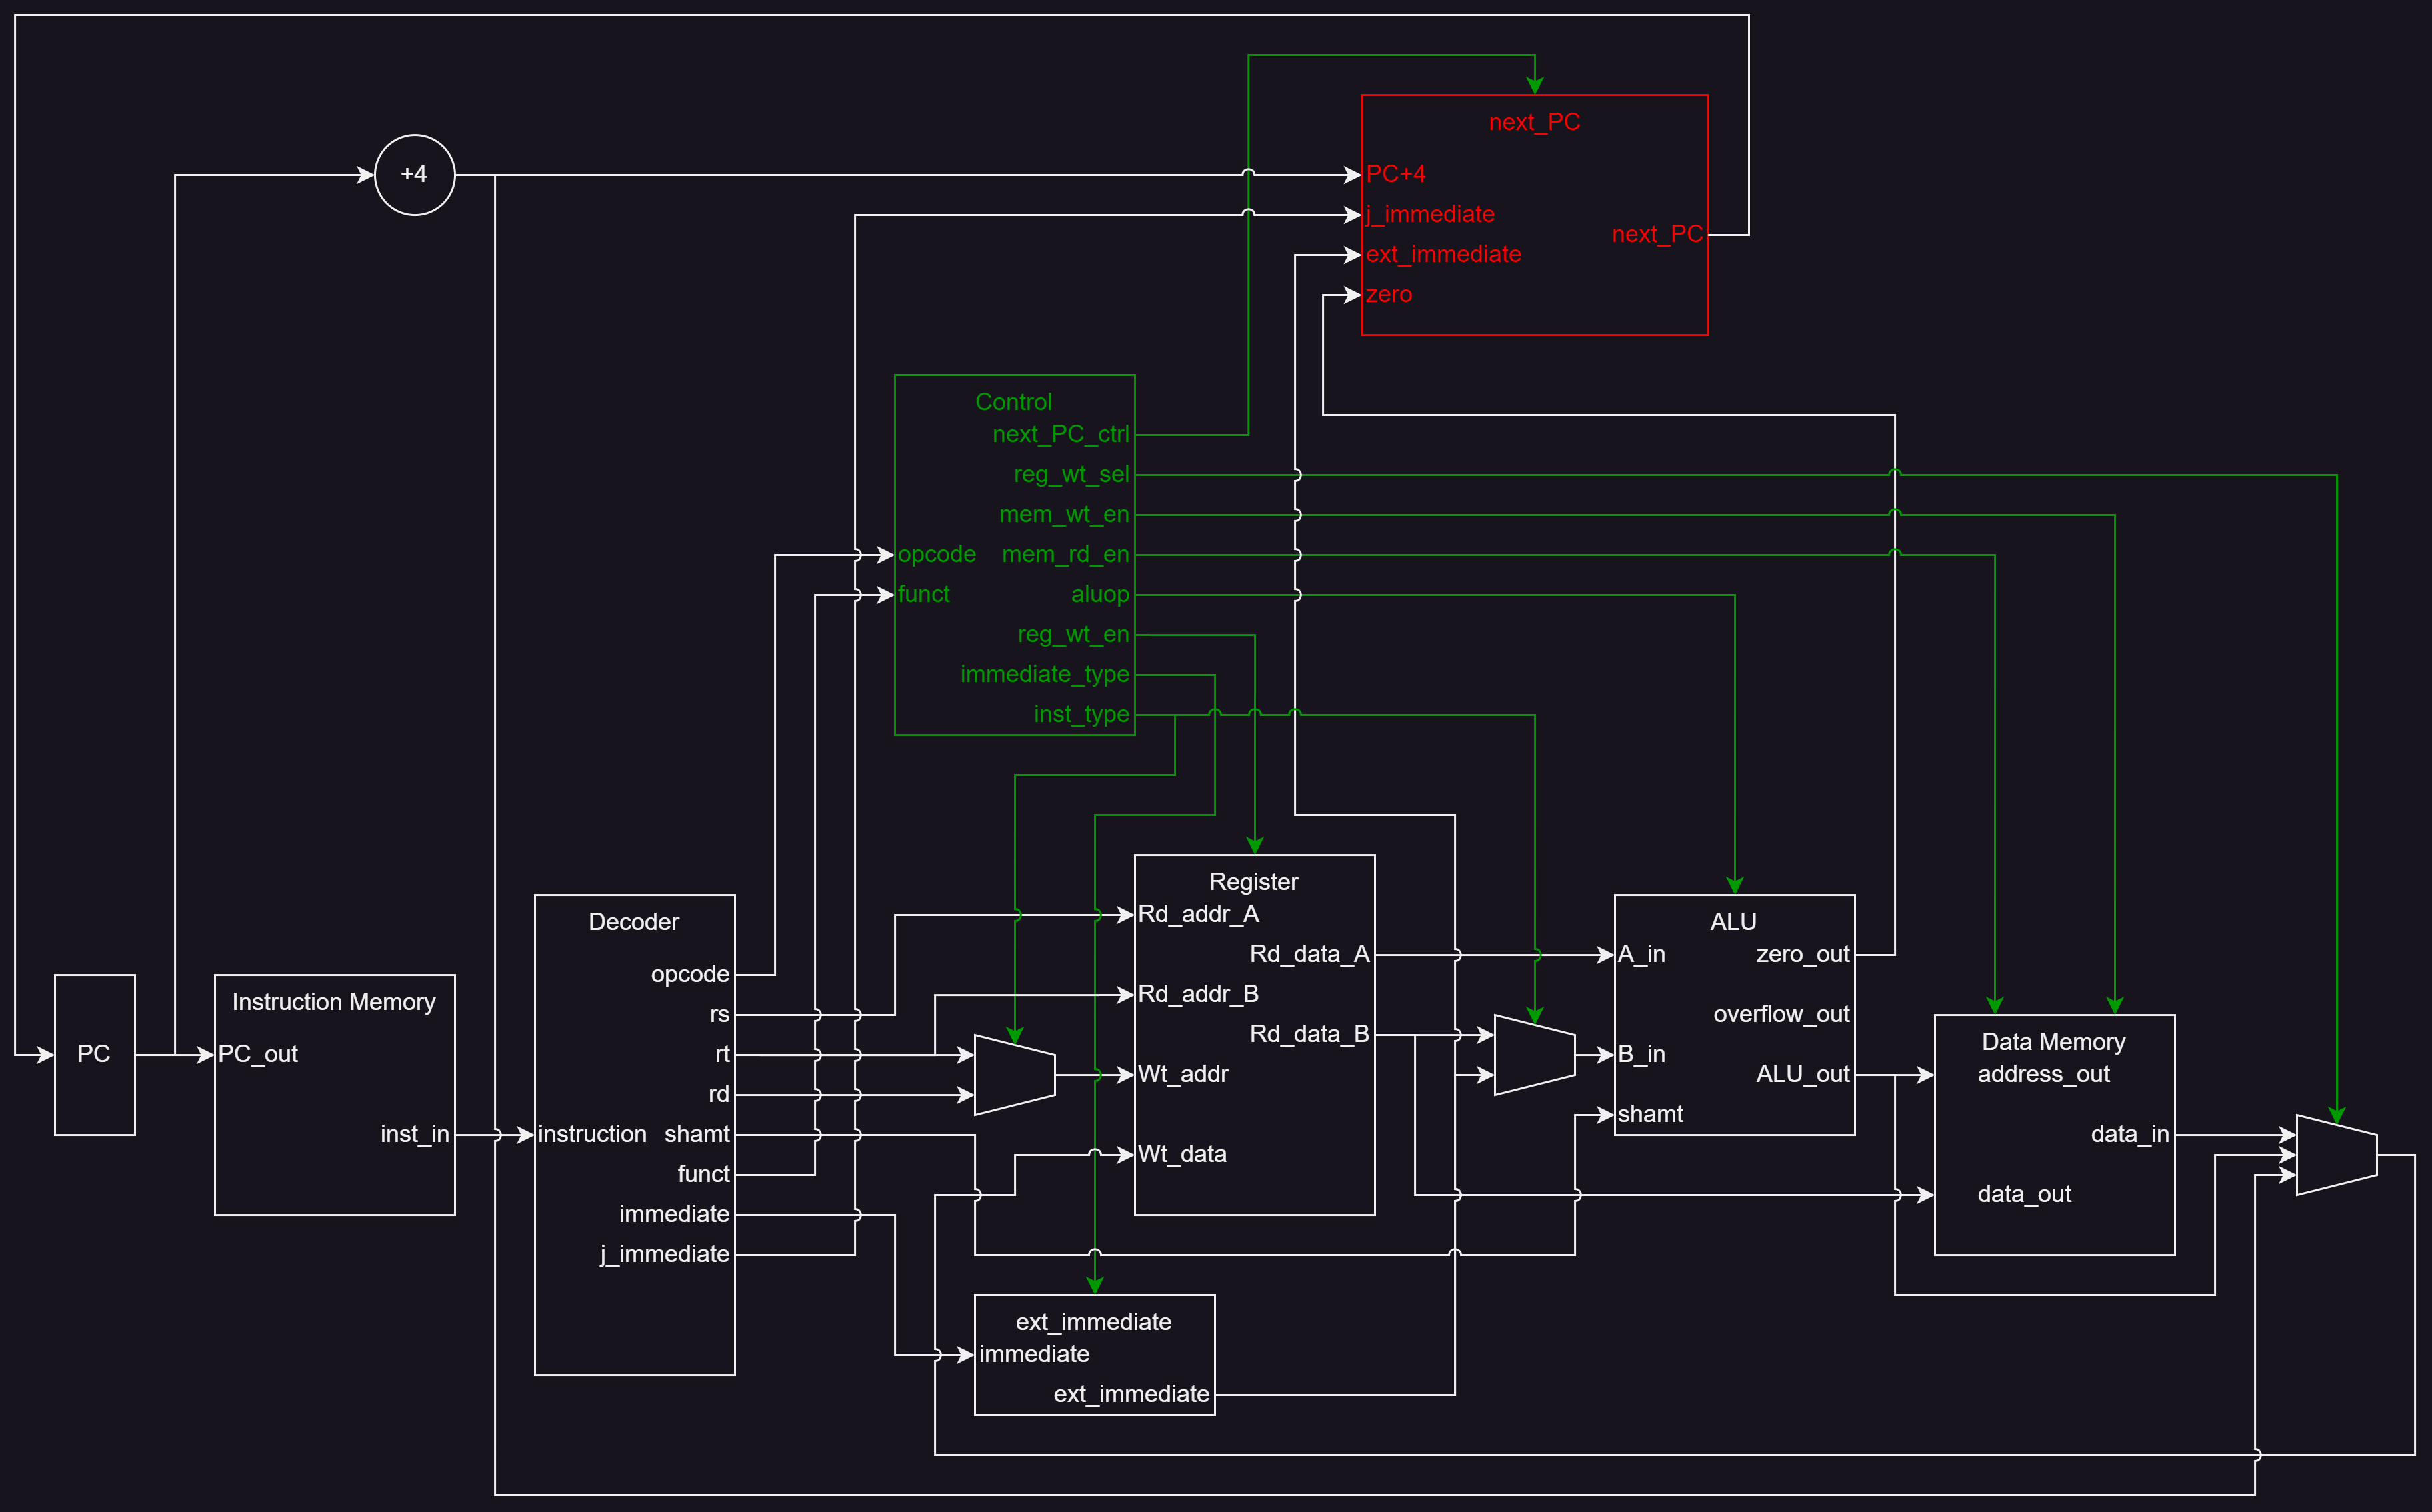 next_PC
+4
PC+4
j_immediate
next_PC
ext_immediate
zero
Control
next_PC_ctrl
reg_wt_sel
mem_wt_en
opcode mem_rd_en
funct aluop
reg_wt_en
immediate_type
inst_type
PC
Instruction Memory
PC_out
inst_in
Decoder
opcode
rs
rt
rd
instruction shamt
funct
immediate
j_immediate
Register
Rd_addr_A
Rd_data_A
Rd_addr_B
Rd_data_B
Wt_addr
Wt_data
ext_immediate
immediate
ext_immediate
ALU
A_in zero_out
overflow_out
B_in
ALU_out
shamt
Data Memory
address_out
data_in
data_out